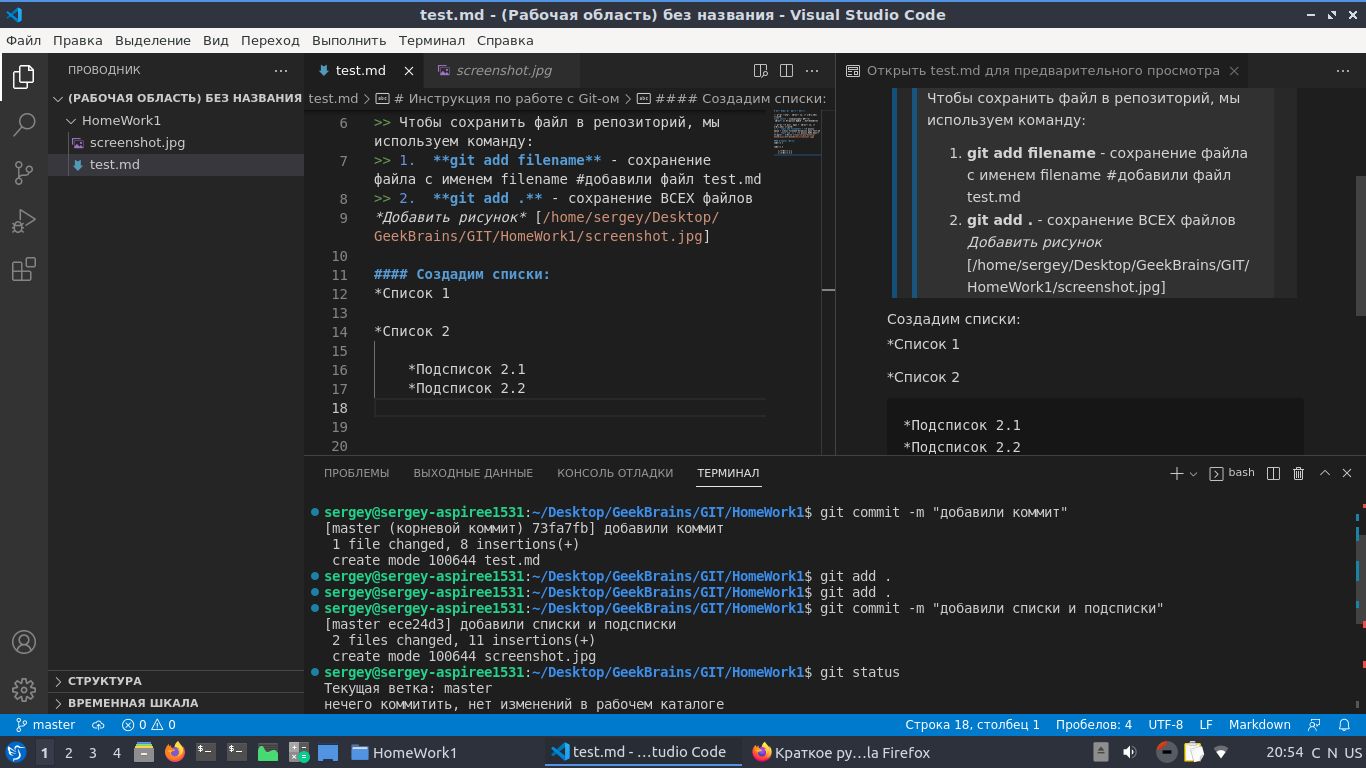 test.md - (Рабочая область) без названия - Visual Studio Code
Файл Правка Выделение Вид Переход Выполнить Терминал Справка
ПРОВОДНИК
(РАБОЧАЯ ОБЛАСТЬ) БЕЗ НАЗВАНИЯ
HomeWork1
screenshot.jpg
test.md
СТРУКТУРА
ВРЕМЕННАЯ ШКАЛА
test.md screenshot.jpg
test.md > # Инструкция по работе с Git-ом > #### Создадим списки:
6 >> Чтобы сохранить файл в репозиторий, мы
используем команду:
7 >> 1. **git add filename** - сохранение
файла с именем filename #добавили файл test.md
8 >> 2. **git add .** - сохранение ВСЕХ файлов
9 *Добавить рисунок* [/home/sergey/Desktop/
GeekBrains/GIT/HomeWork1/screenshot.jpg]
10
11 #### Создадим списки:
12 *Список 1
13
14 *Список 2
15
16 *Подсписок 2.1
17 *Подсписок 2.2
18
19
20
Открыть test.md для предварительного просмотра
Чтобы сохранить файл в репозиторий, мы
используем команду:
1. git add filename - сохранение файла
с именем filename #добавили файл
test.md
2. git add . - сохранение ВСЕХ файлов
Добавить рисунок
[/home/sergey/Desktop/GeekBrains/GIT/
HomeWork1/screenshot.jpg]
Создадим списки:
*Список 1
*Список 2
*Подсписок 2.1
*Подсписок 2.2
ПРОБЛЕМЫ ВЫХОДНЫЕ ДАННЫЕ КОНСОЛЬ ОТЛАДКИ ТЕРМИНАЛ bash
sergey@sergey-aspiree1531:~/Desktop/GeekBrains/GIT/HomeWork1$ git commit -m "добавили коммит"
[master (корневой коммит) 73fa7fb] добавили коммит
1 file changed, 8 insertions(+)
create mode 100644 test.md
sergey@sergey-aspiree1531:~/Desktop/GeekBrains/GIT/HomeWork1$ git add .
sergey@sergey-aspiree1531:~/Desktop/GeekBrains/GIT/HomeWork1$ git add .
sergey@sergey-aspiree1531:~/Desktop/GeekBrains/GIT/HomeWork1$ git commit -m "добавили списки и подсписки"
[master ece24d3] добавили списки и подсписки
2 files changed, 11 insertions(+)
create mode 100644 screenshot.jpg
sergey@sergey-aspiree1531:~/Desktop/GeekBrains/GIT/HomeWork1$ git status
Текущая ветка: master
нечего коммитить, нет изменений в рабочем каталоге
master 0 0 Строка 18, столбец 1 Пробелов: 4 UTF-8 LF Markdown
1 2 3 4 HomeWork1 test.md - ...tudio Code Краткое ру...la Firefox 20:54 C N US